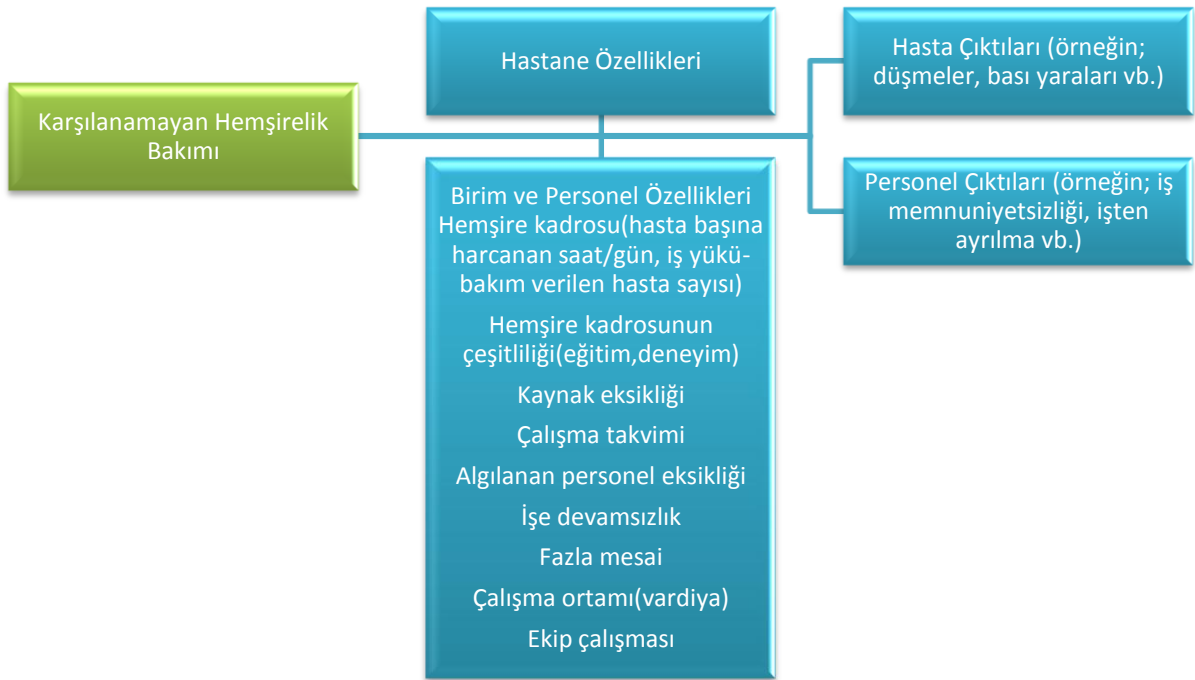 Karşılanamayan Hemşirelik
Bakımı
Hastane Özellikleri
Birim ve Personel Özellikleri
Hemşire kadrosu(hasta başına
harcanan saat/gün, iş yükü-
bakım verilen hasta sayısı)
Hemşire kadrosunun
çeşitliliği(eğitim,deneyim)
Kaynak eksikliği
Çalışma takvimi
Algılanan personel eksikliği
İşe devamsızlık
Fazla mesai
Çalışma ortamı(vardiya)
Ekip çalışması
Hasta Çıktıları (örneğin;
düşmeler, bası yaraları vb.)
Personel Çıktıları (örneğin; iş
memnuniyetsizliği, işten
ayrılma vb.)